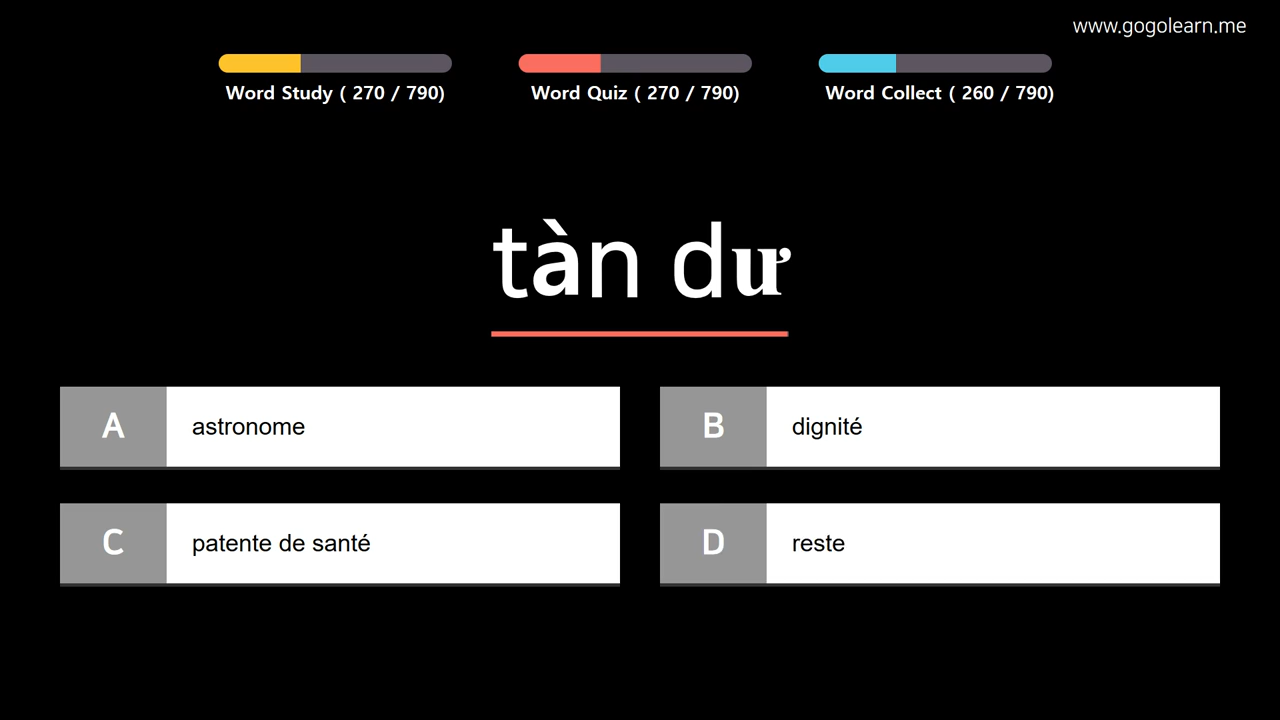 www.gogolearn.me
Word Study ( 270 / 790)
Word Quiz ( 270 / 790)
Word Collect ( 260 / 790)
tàn dư
A astronome
B dignité
C patente de santé
D reste